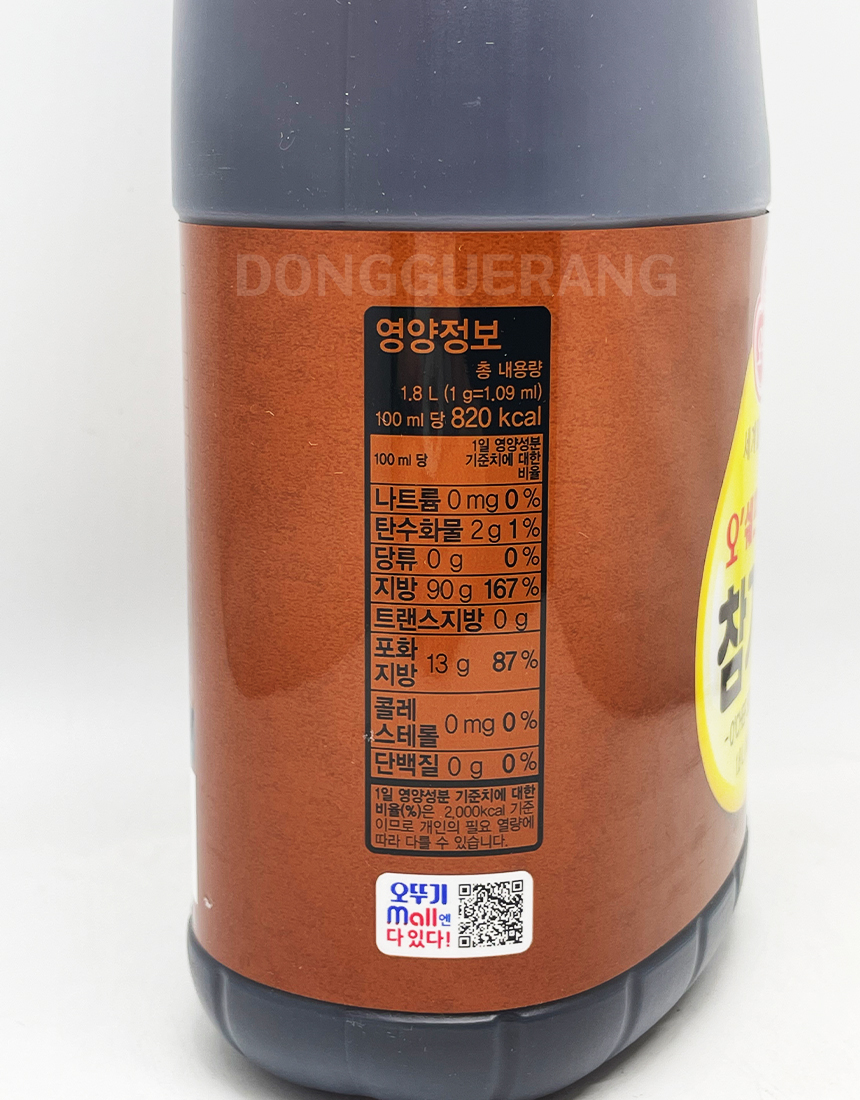 DONGGUERANG
영양정보
총 내용량
1.8 L (1 g=1.09 ml)
100 ml 당 820 kcal
100 ml 당 1일 영양성분
기준치에 대한
비율
나트륨 0 mg 0 %
탄수화물 2 g 1 %
당류 0 g 0 %
지방 90 g 167 %
트랜스지방 0 g
포화
지방 13 g 87 %
콜레
스테롤 0 mg 0 %
단백질 0 g 0 %
1일 영양성분 기준치에 대한
비율(%)은 2,000kcal 기준
이므로 개인의 필요 열량에
따라 다를 수 있습니다.
오뚜기
mall엔
다 있다!
참